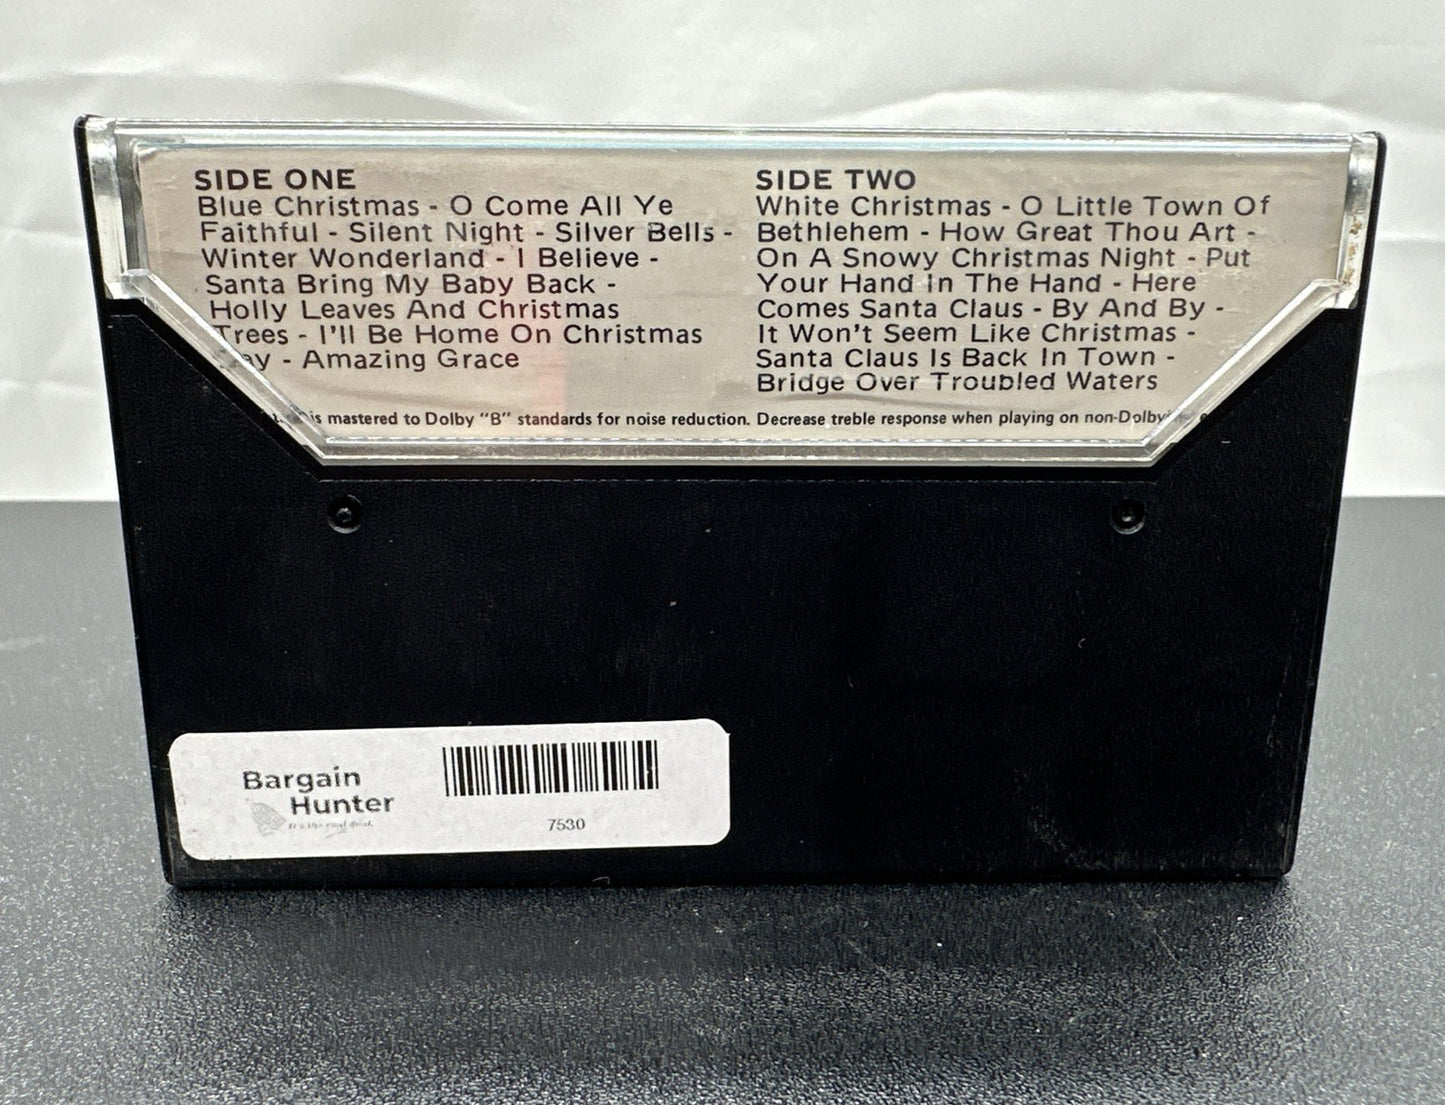 SIDE ONE
Blue Christmas - O Come All Ye
Faithful - Silent Night - Silver Bells -
Winter Wonderland - I Believe -
Santa Bring My Baby Back -
Holly Leaves And Christmas
Trees - I'll Be Home On Christmas
- Amazing Grace
SIDE TWO
White Christmas - O Little Town Of
Bethlehem - How Great Thou Art -
On A Snowy Christmas Night - Put
Your Hand In The Hand - Here
Comes Santa Claus - By And By -
It Won't Seem Like Christmas -
Santa Claus Is Back In Town -
Bridge Over Troubled Waters
is mastered to Dolby "B" standards for noise reduction. Decrease treble response when playing on non-Dolby
Bargain
Hunter
7530